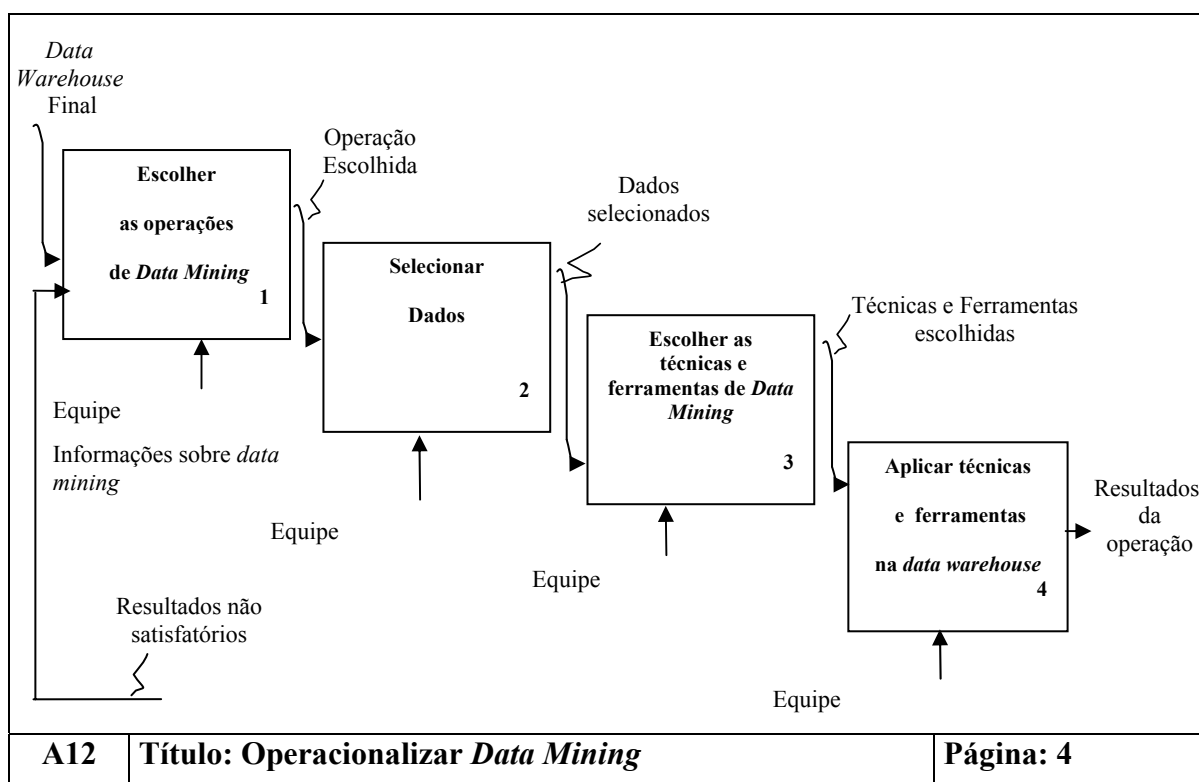 Data
Warehouse
Final
Operação
Escolhida
Escolher
as operações
de Data Mining
1
Dados
selecionados
Selecionar
Dados
2
Técnicas e Ferramentas
escolhidas
Escolher as
técnicas e
ferramentas de Data
Mining
3
Equipe
Informações sobre data
mining
Aplicar técnicas
e ferramentas
na data warehouse
4
Resultados
da
operação
Equipe
Equipe
Resultados não
satisfatórios
Equipe
A12 Título: Operacionalizar Data Mining Página: 4